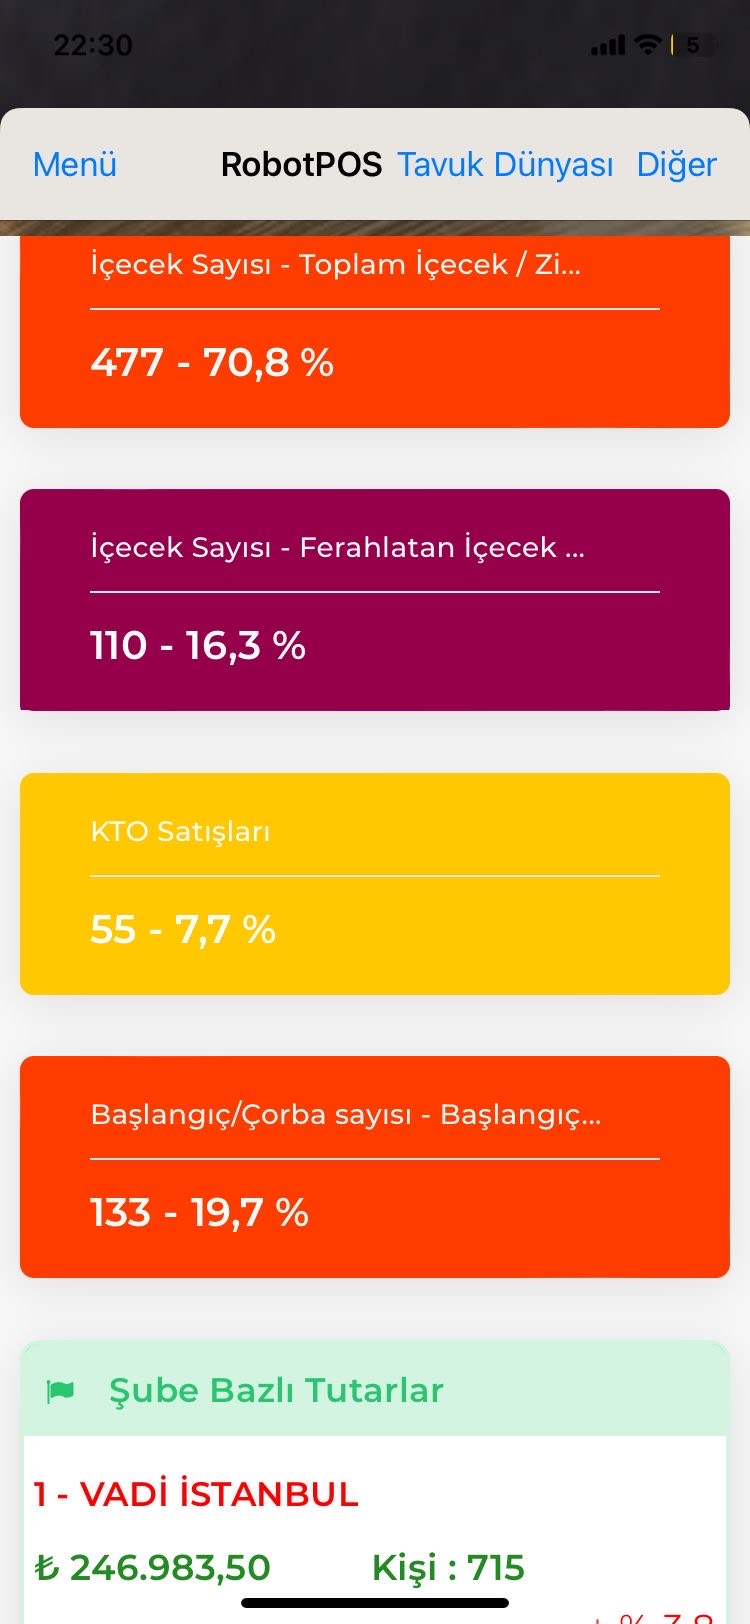 22:30
5
Menü RobotPOS Tavuk Dünyası Diğer
İçecek Sayısı - Toplam İçecek / Zi...
477 - 70,8 %
İçecek Sayısı - Ferahlatan İçecek ...
110 - 16,3 %
KTO Satışları
55 - 7,7 %
Başlangıç/Çorba sayısı - Başlangıç...
133 - 19,7 %
Şube Bazlı Tutarlar
1 - VADİ İSTANBUL
₺ 246.983,50 Kişi : 715